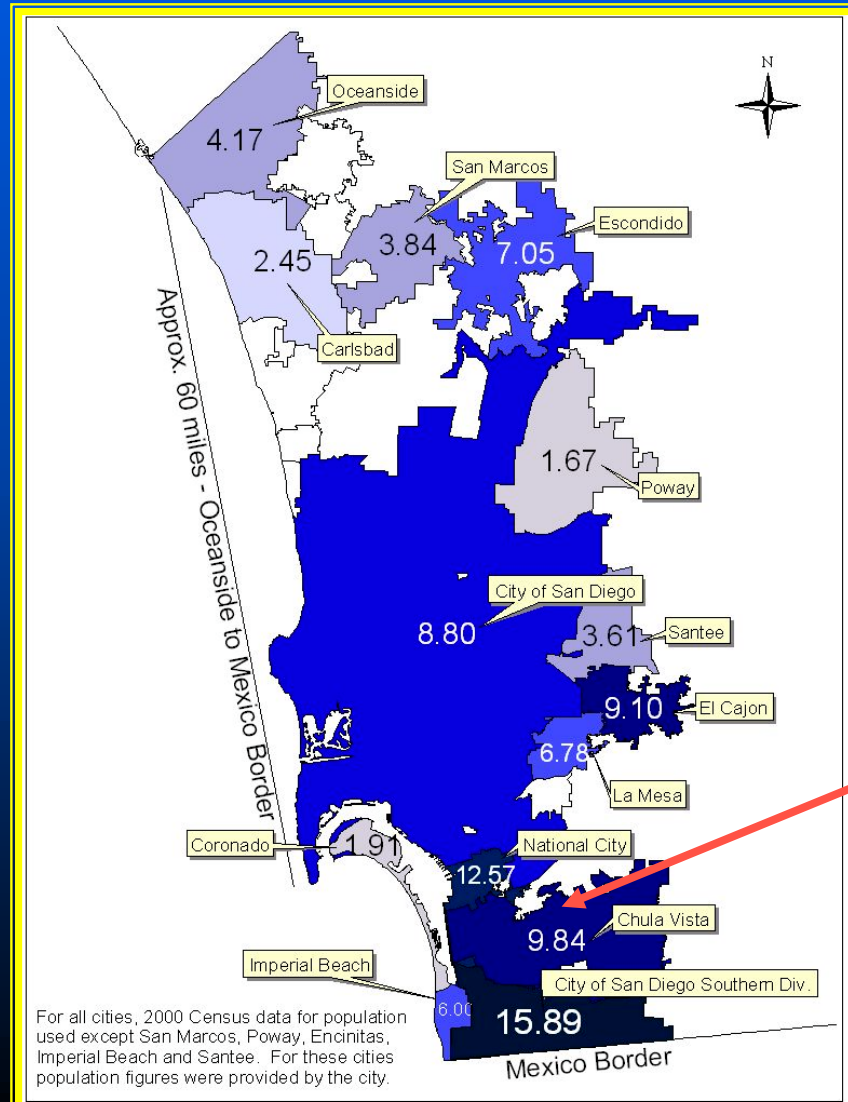 N
Oceanside
4.17
San Marcos
3.84
Escondido
7.05
2.45
Carlsbad
Approx. 60 miles - Oceanside to Mexico Border
1.67
Poway
City of San Diego
8.80
3.61
Santee
9.10
El Cajon
6.78
La Mesa
Coronado
1.91
National City
12.57
Chula Vista
9.84
Imperial Beach
City of San Diego Southern Div.
6.00
15.89
Mexico Border
For all cities, 2000 Census data for population
used except San Marcos, Poway, Encinitas,
Imperial Beach and Santee. For these cities
population figures were provided by the city.